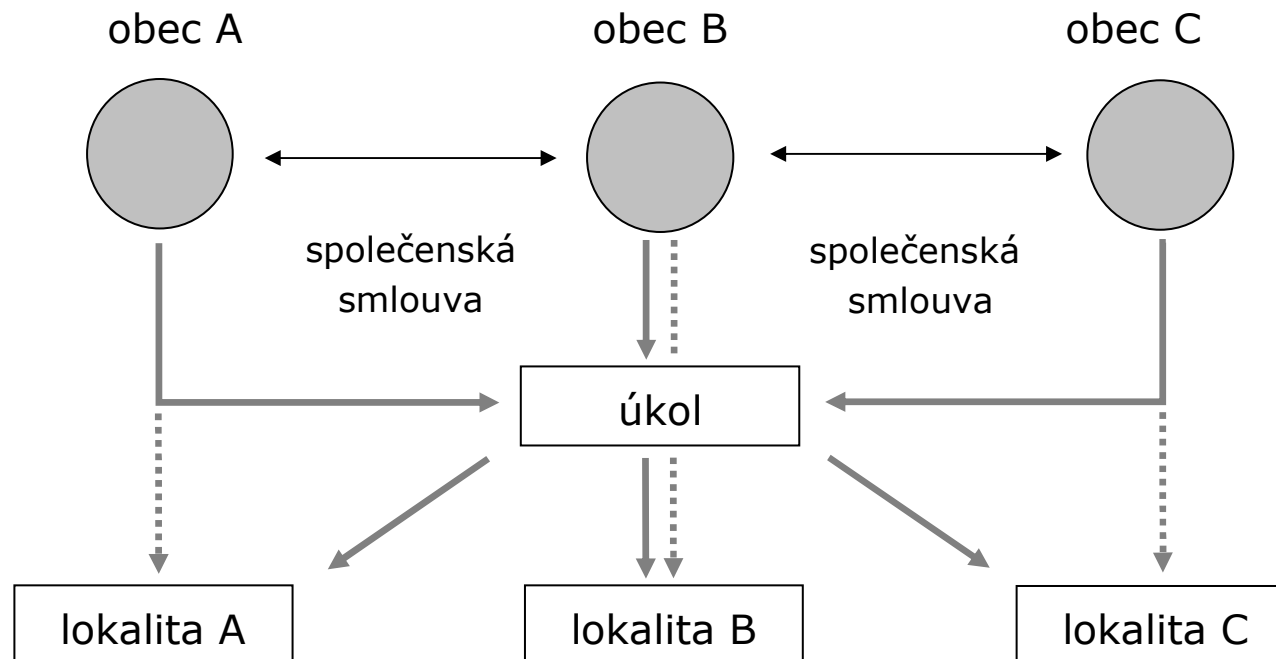 obec A
obec B
obec C
společenská
smlouva
společenská
smlouva
úkol
lokalita A
lokalita B
lokalita C